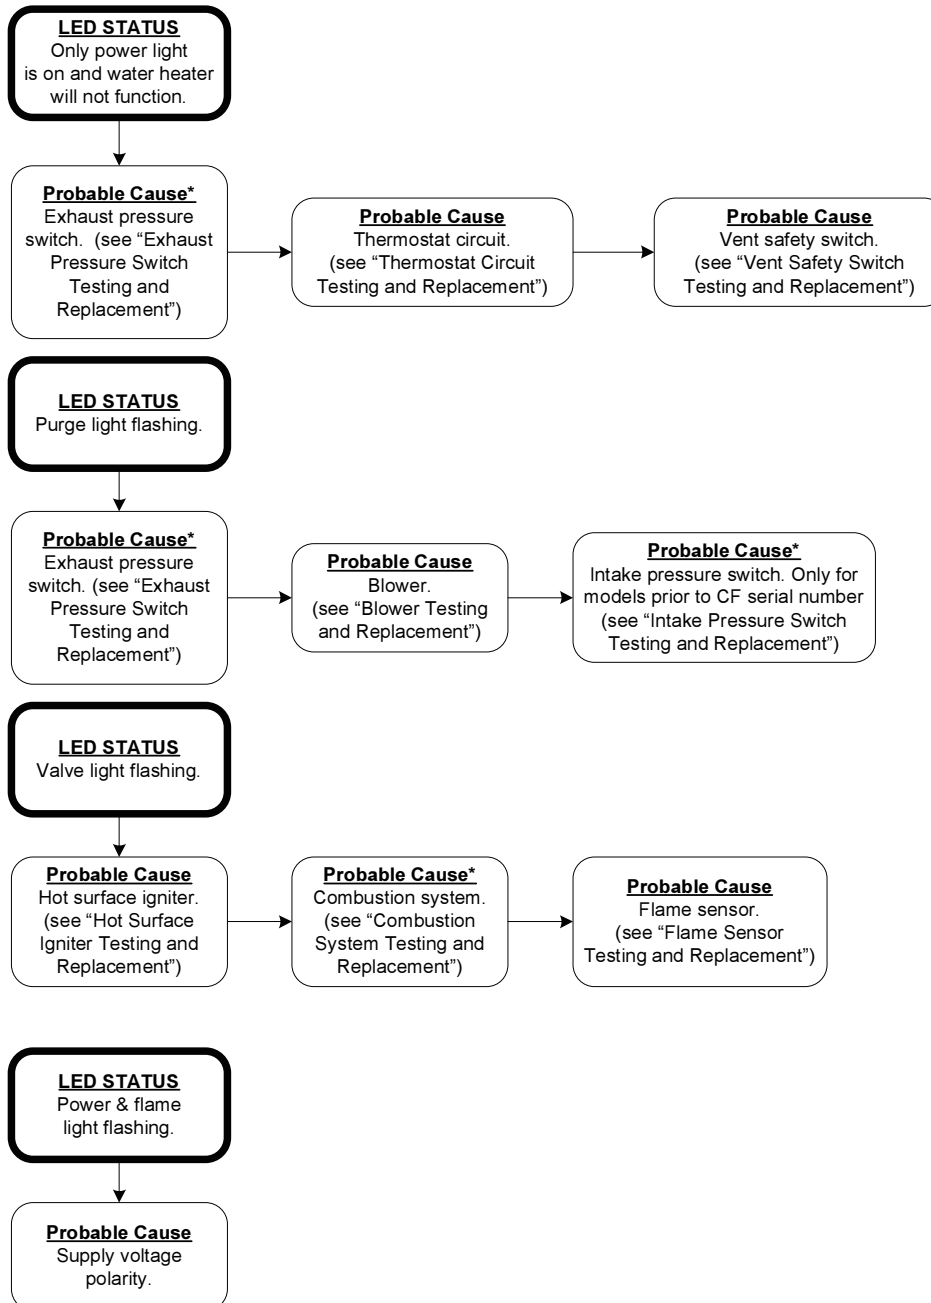 LED STATUS
Only power light
is on and water heater
will not function.
Probable Cause*
Exhaust pressure
switch. (see “Exhaust
Pressure Switch
Testing and
Replacement”)
Probable Cause
Thermostat circuit.
(see “Thermostat Circuit
Testing and Replacement”)
Probable Cause
Vent safety switch.
(see “Vent Safety Switch
Testing and Replacement”)
LED STATUS
Purge light flashing.
Probable Cause*
Exhaust pressure
switch. (see “Exhaust
Pressure Switch
Testing and
Replacement”)
Probable Cause
Blower.
(see “Blower Testing
and Replacement”)
Probable Cause*
Intake pressure switch. Only for
models prior to CF serial number
(see “Intake Pressure Switch
Testing and Replacement”)
LED STATUS
Valve light flashing.
Probable Cause
Hot surface igniter.
(see “Hot Surface
Igniter Testing and
Replacement”)
Probable Cause*
Combustion system.
(see “Combustion
System Testing and
Replacement”)
Probable Cause
Flame sensor.
(see “Flame Sensor
Testing and Replacement”)
LED STATUS
Power & flame
light flashing.
Probable Cause
Supply voltage
polarity.